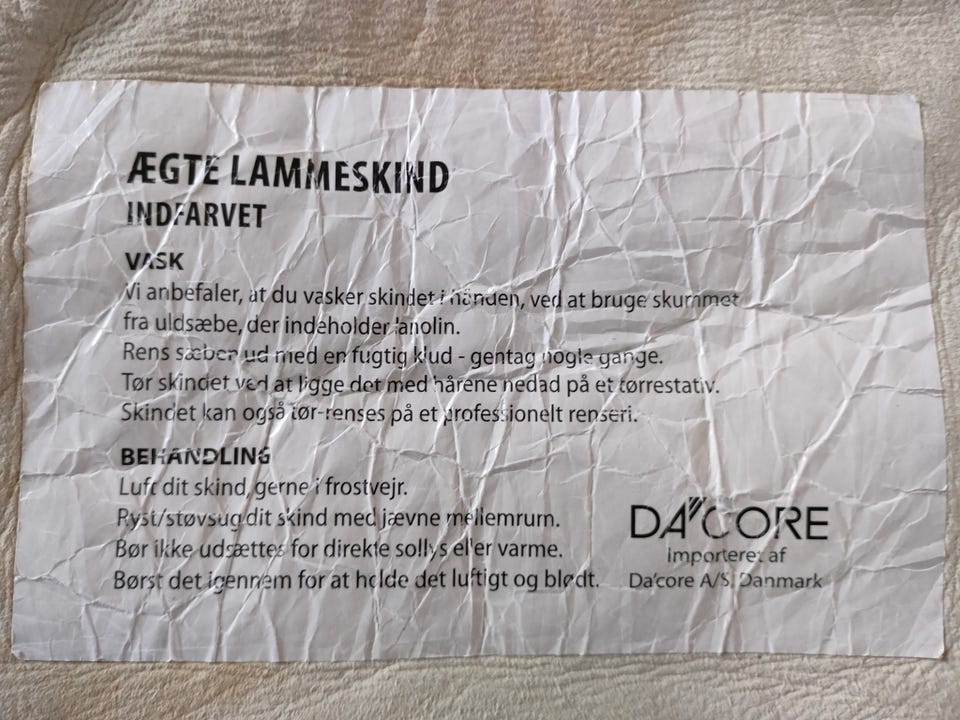 ÆGTE LAMMESKIND
INDFARVET
VASK
Vi anbefaler, at du vasker skindet i hånden, ved at bruge skummet
fra uldsæbe, der indeholder lanolin.
Rens sæben ud med en fugtig klud - gentag nogle gange.
Tør skindet ved at ligge det med hårene nedad på et tørrestativ.
Skindet kan også tør-renses på et professionelt renseri.
BEHANDLING
Luft dit skind, gerne i frostvejr.
Ryst/støvsug dit skind med jævne mellemrum.
Bør ikke udsættes for direkte sollys eller varme.
Børst det igennem for at holde det luftigt og blødt.
DA'CORE
Importeret af
Da'core A/S, Danmark